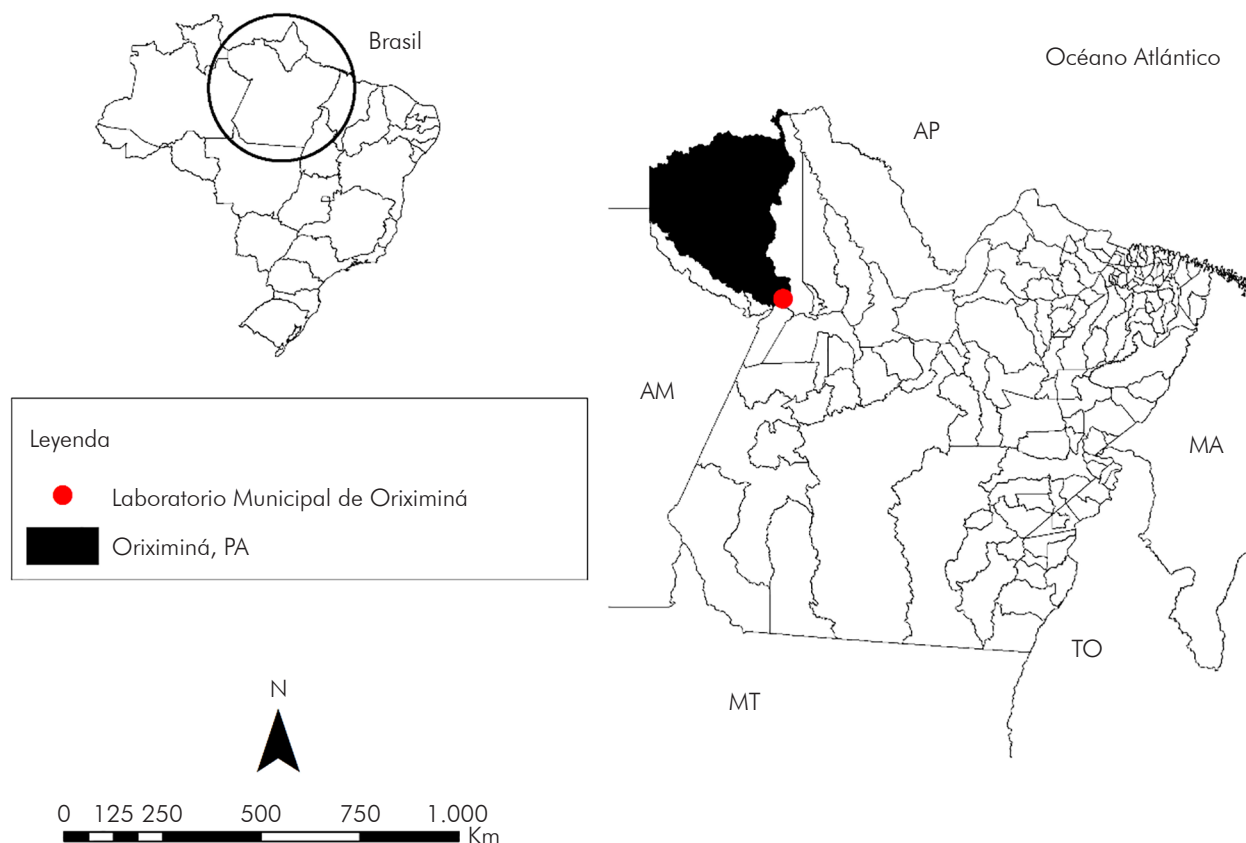 Brasil
Océano Atlántico
AP
AM
MA
Leyenda
Laboratorio Municipal de Oriximiná
Oriximiná, PA
TO
MT
N
0 125 250 500 750 1.000
Km